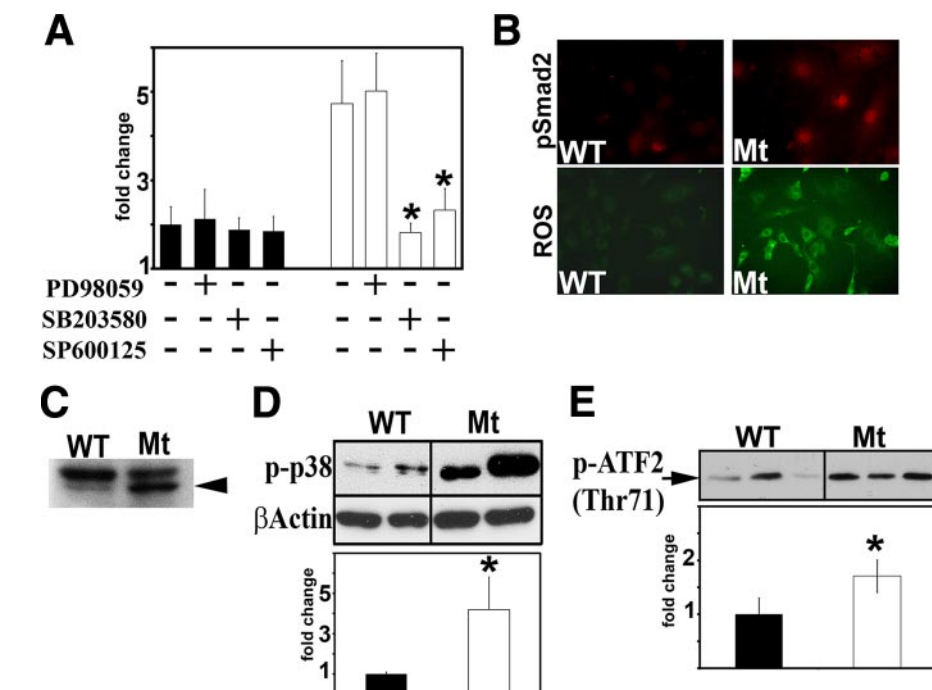 A
fold change
5
3
1
* *
PD98059 - + - - - + - -
SB203580 - - + - - - + -
SP600125 - - - + - - - +
B
pSmad2
WT Mt
ROS
WT Mt
C
WT Mt
D
WT Mt
p-p38
βActin
fold change
5
3
1
*
E
WT Mt
p-ATF2
(Thr71)
fold change
2
1
*